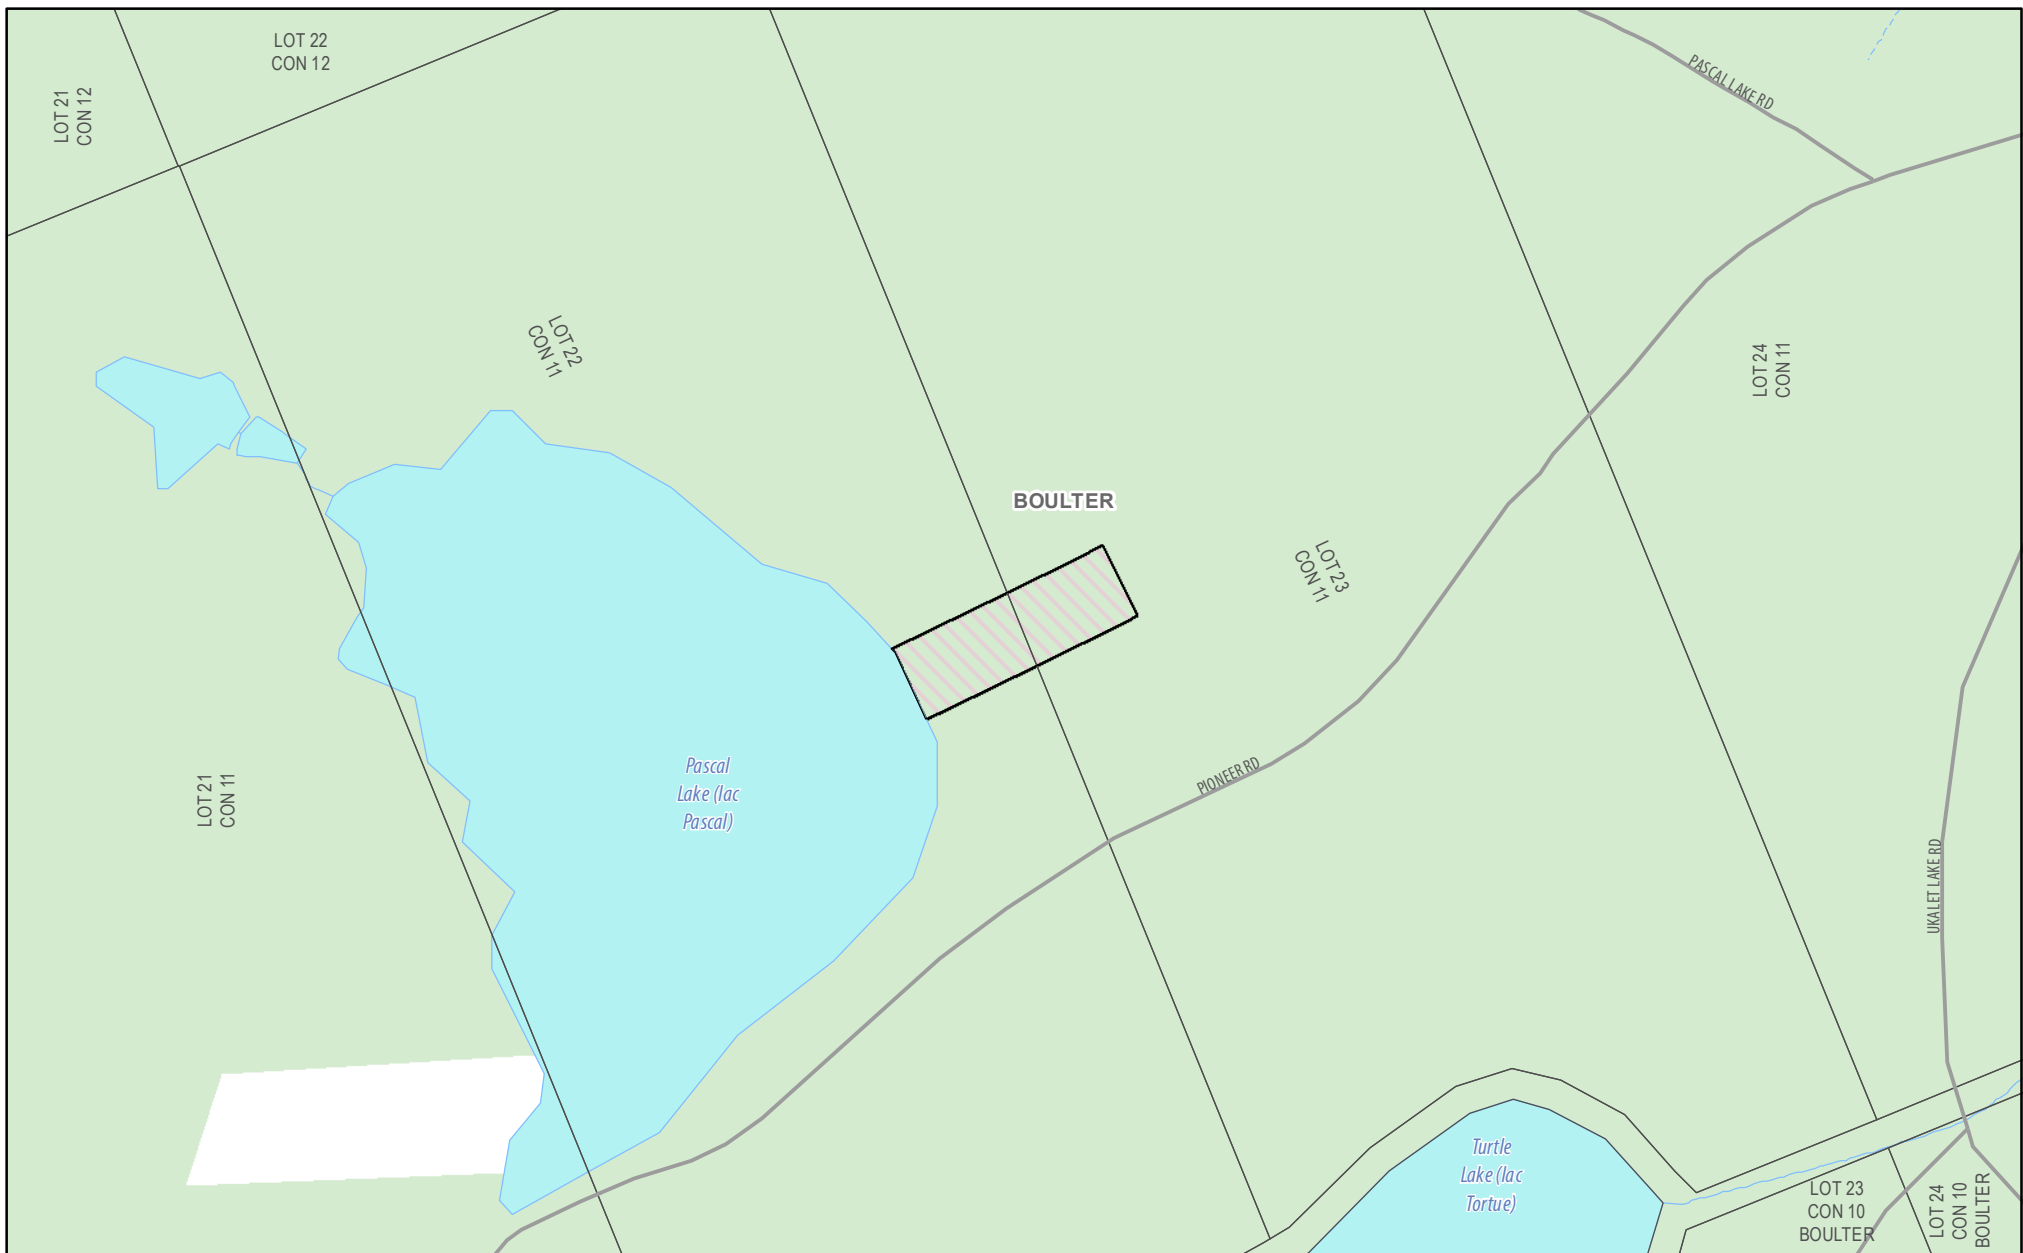 LOT 22
CON 12
LOT 21
CON 12
PASCAL LAKE RD
LOT 22
CON 11
LOT 24
CON 11
BOULTER
LOT 23
CON 11
Pascal
Lake (lac
Pascal)
PIONEER RD
LOT 21
CON 11
UKALET LAKE RD
Turtle
Lake (lac
Tortue)
LOT 23
CON 10
BOULTER
LOT 24
CON 10
BOULTER